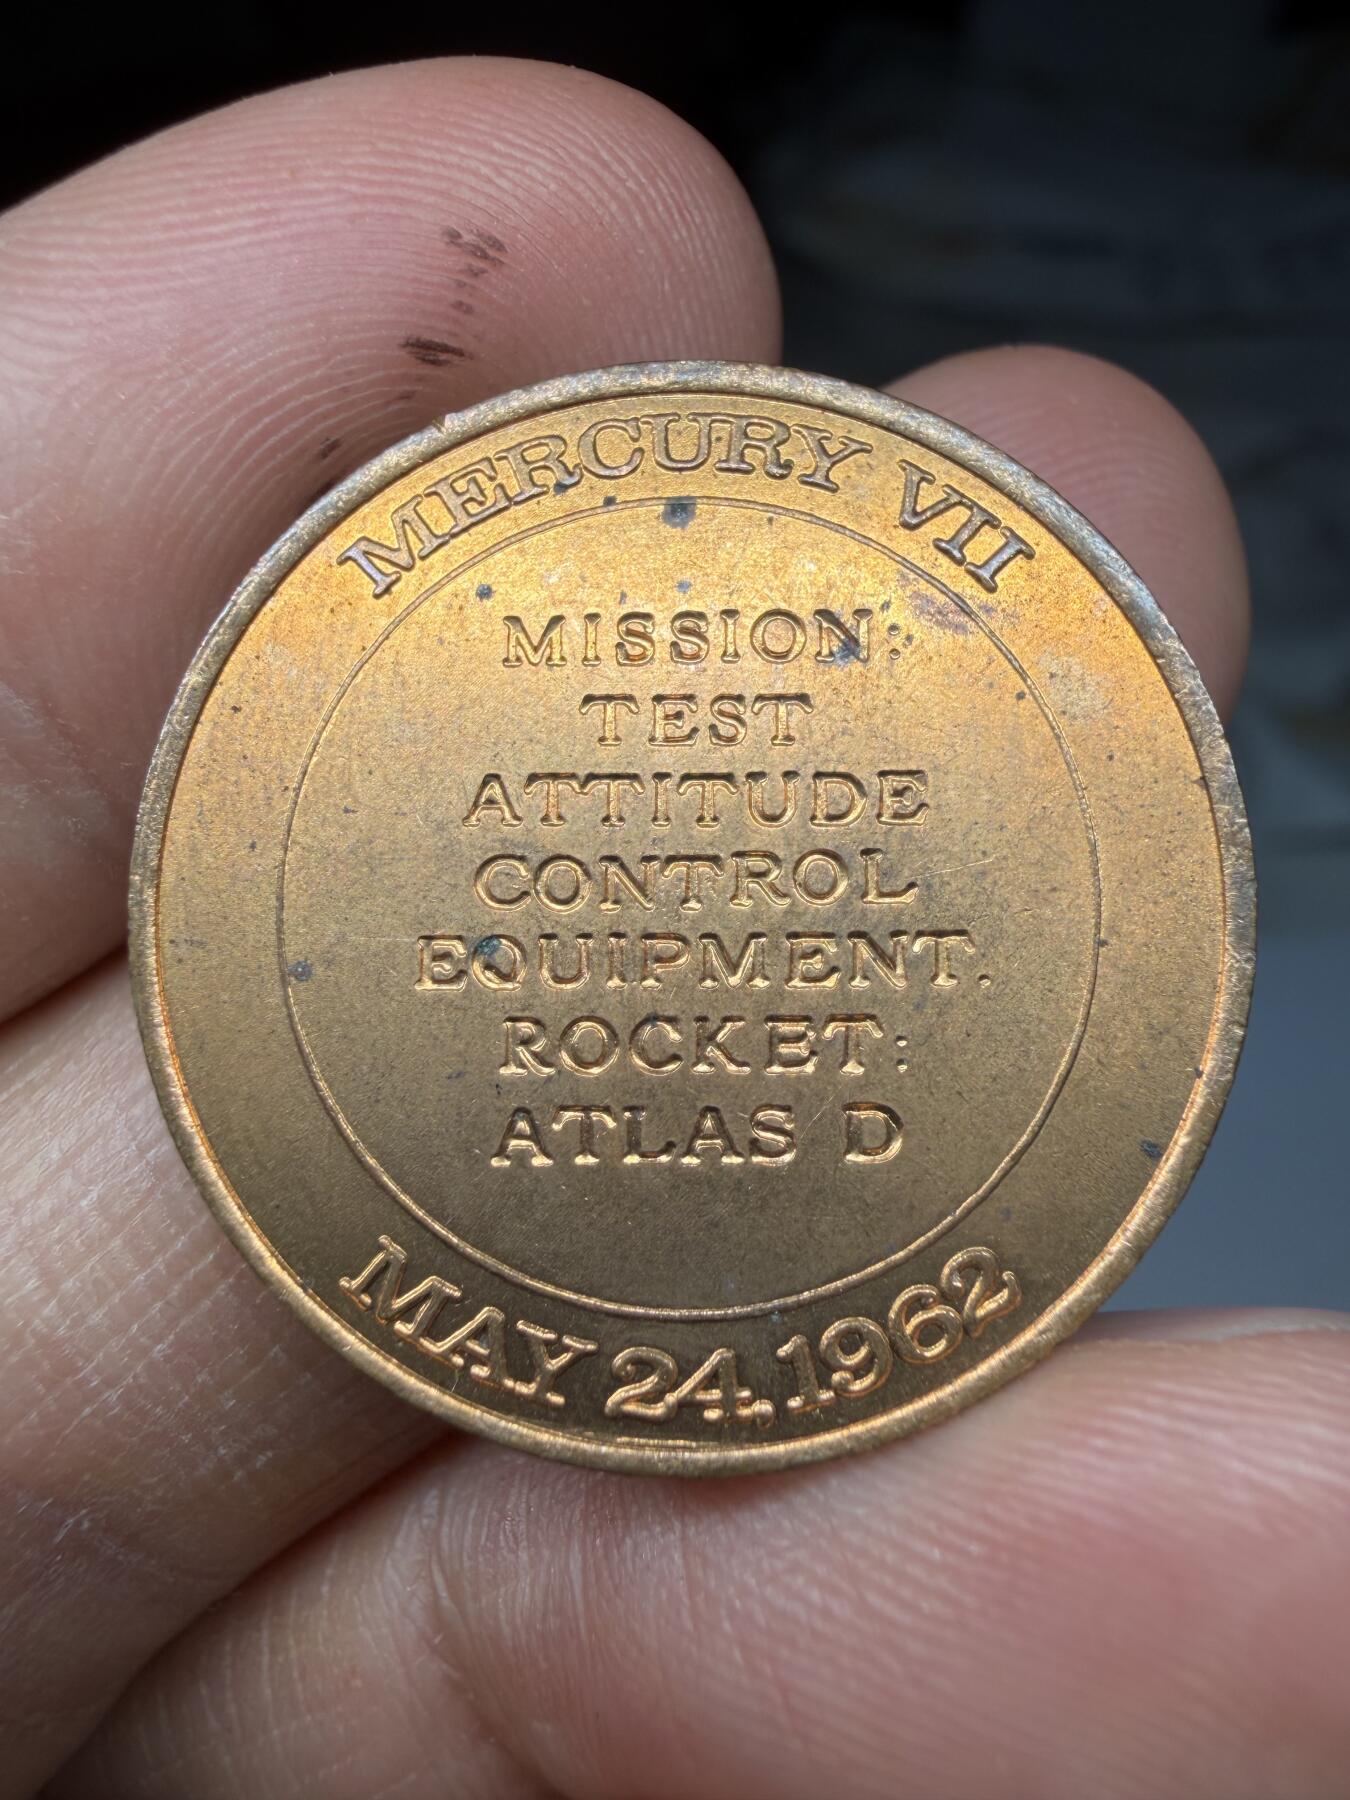 MERCURY VII
MISSION:
TEST
ATTITUDE
CONTROL
EQUIPMENT.
ROCKET:
ATLAS D
MAY 24, 1962